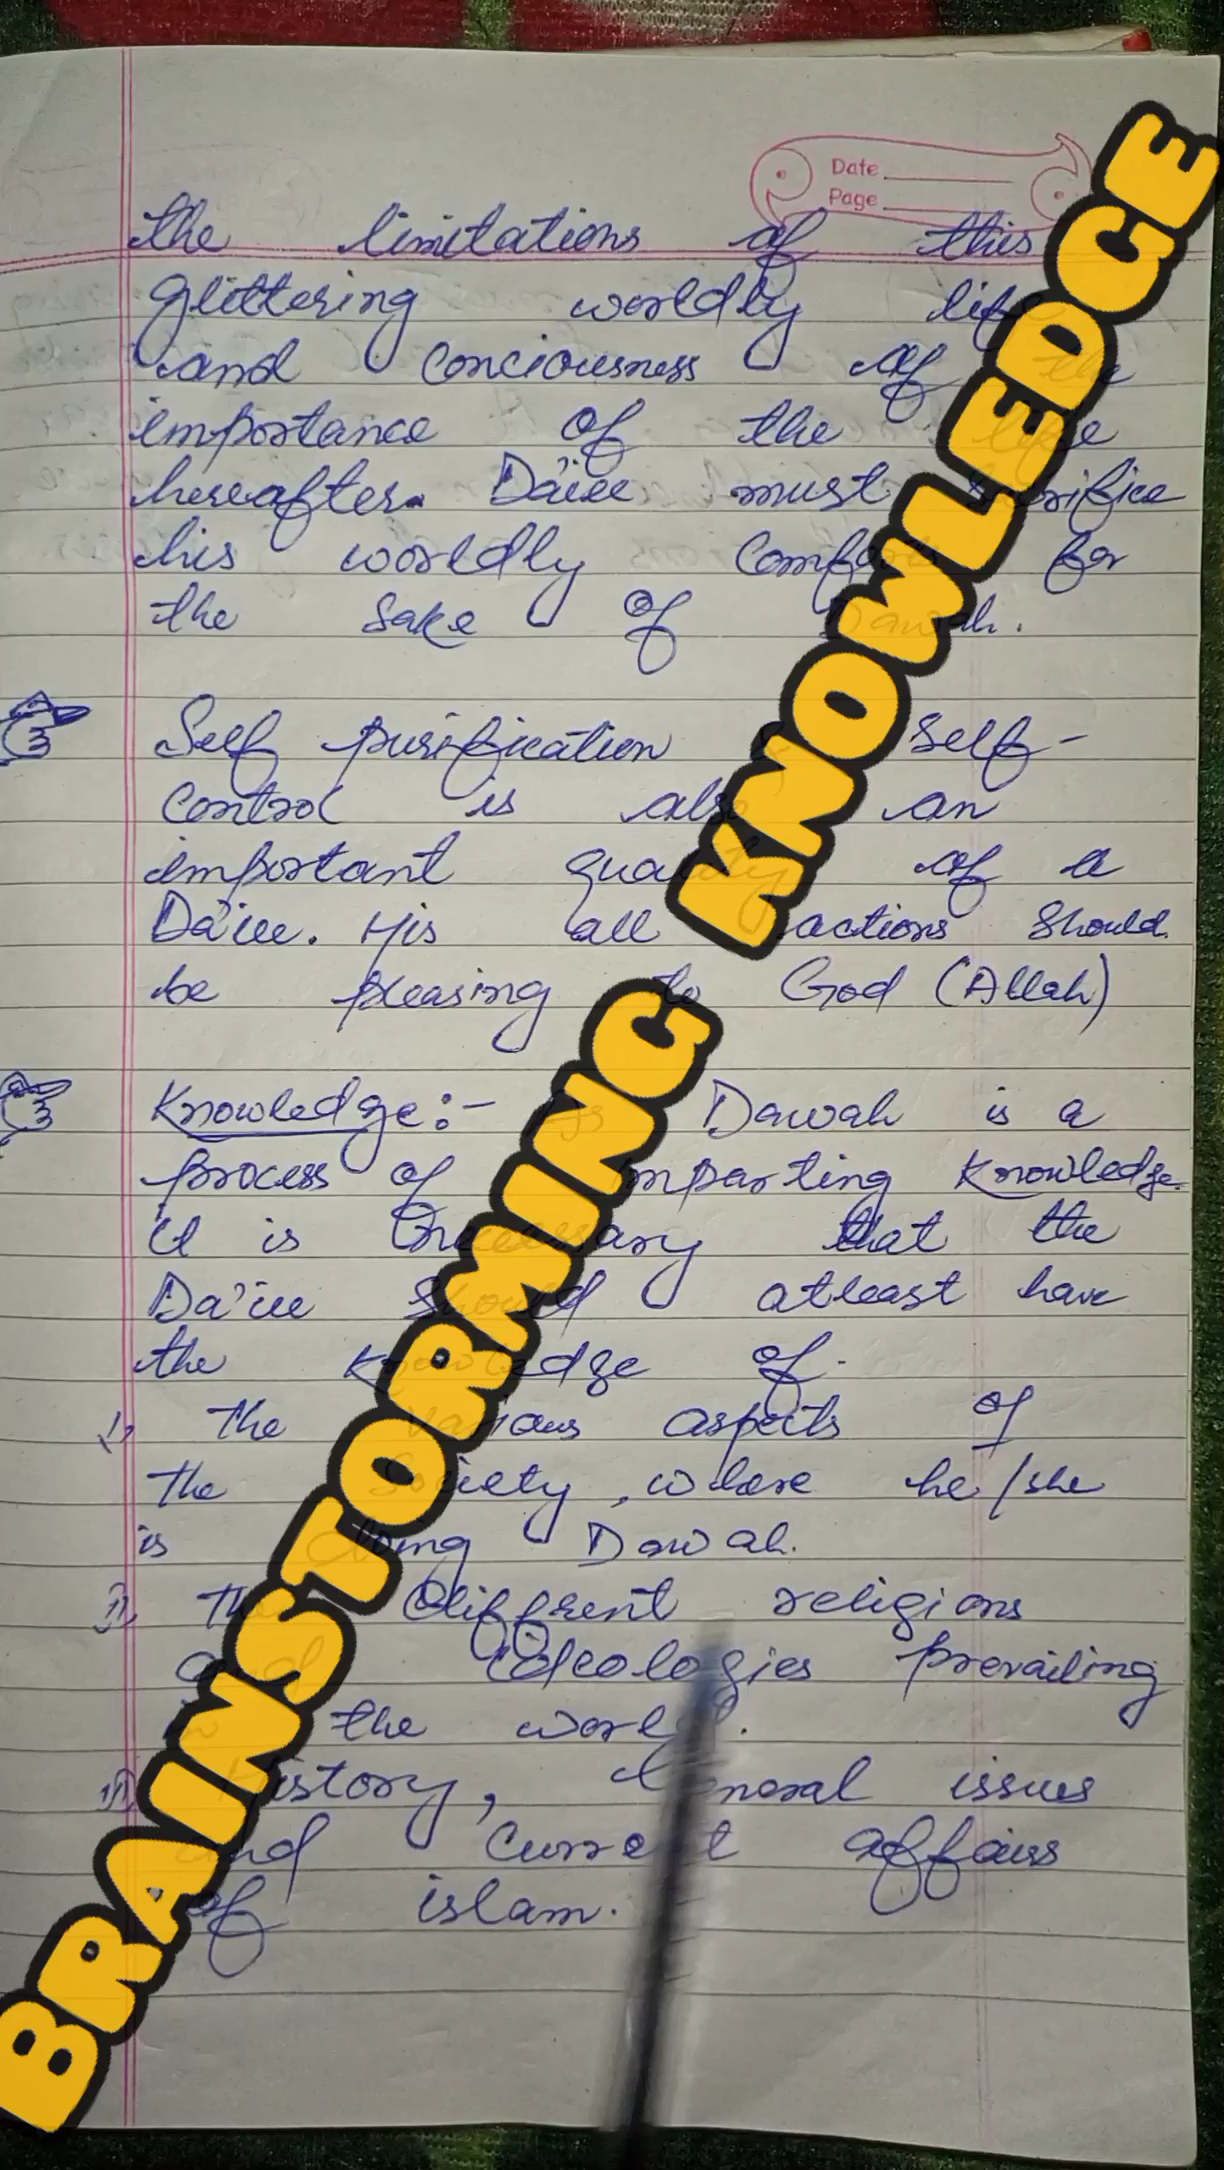 Date
Page
the limitations of this
glittering worldly life
and Conciousness of the
importance of the life
hereafter. Da'iee must sacrifice
his worldly Comforts for
the sake of Dawah.
Self purification & self-
Control is also an
important quality of a
Da'iee. His all actions should
be pleasing to God (Allah)
Knowledge:- As Dawah is a
process of imparting Knowledge.
it is necessary that the
Da'iee should atleast have
the knowledge of.
i, The various aspects of
the society, where he/she
is doing Dawah.
ii, The diffrent religions
and ideologies prevailing
in the world.
iii, History, General issues
and Current affairs
of islam.
BRAINSTORMING KNOWLEDGE